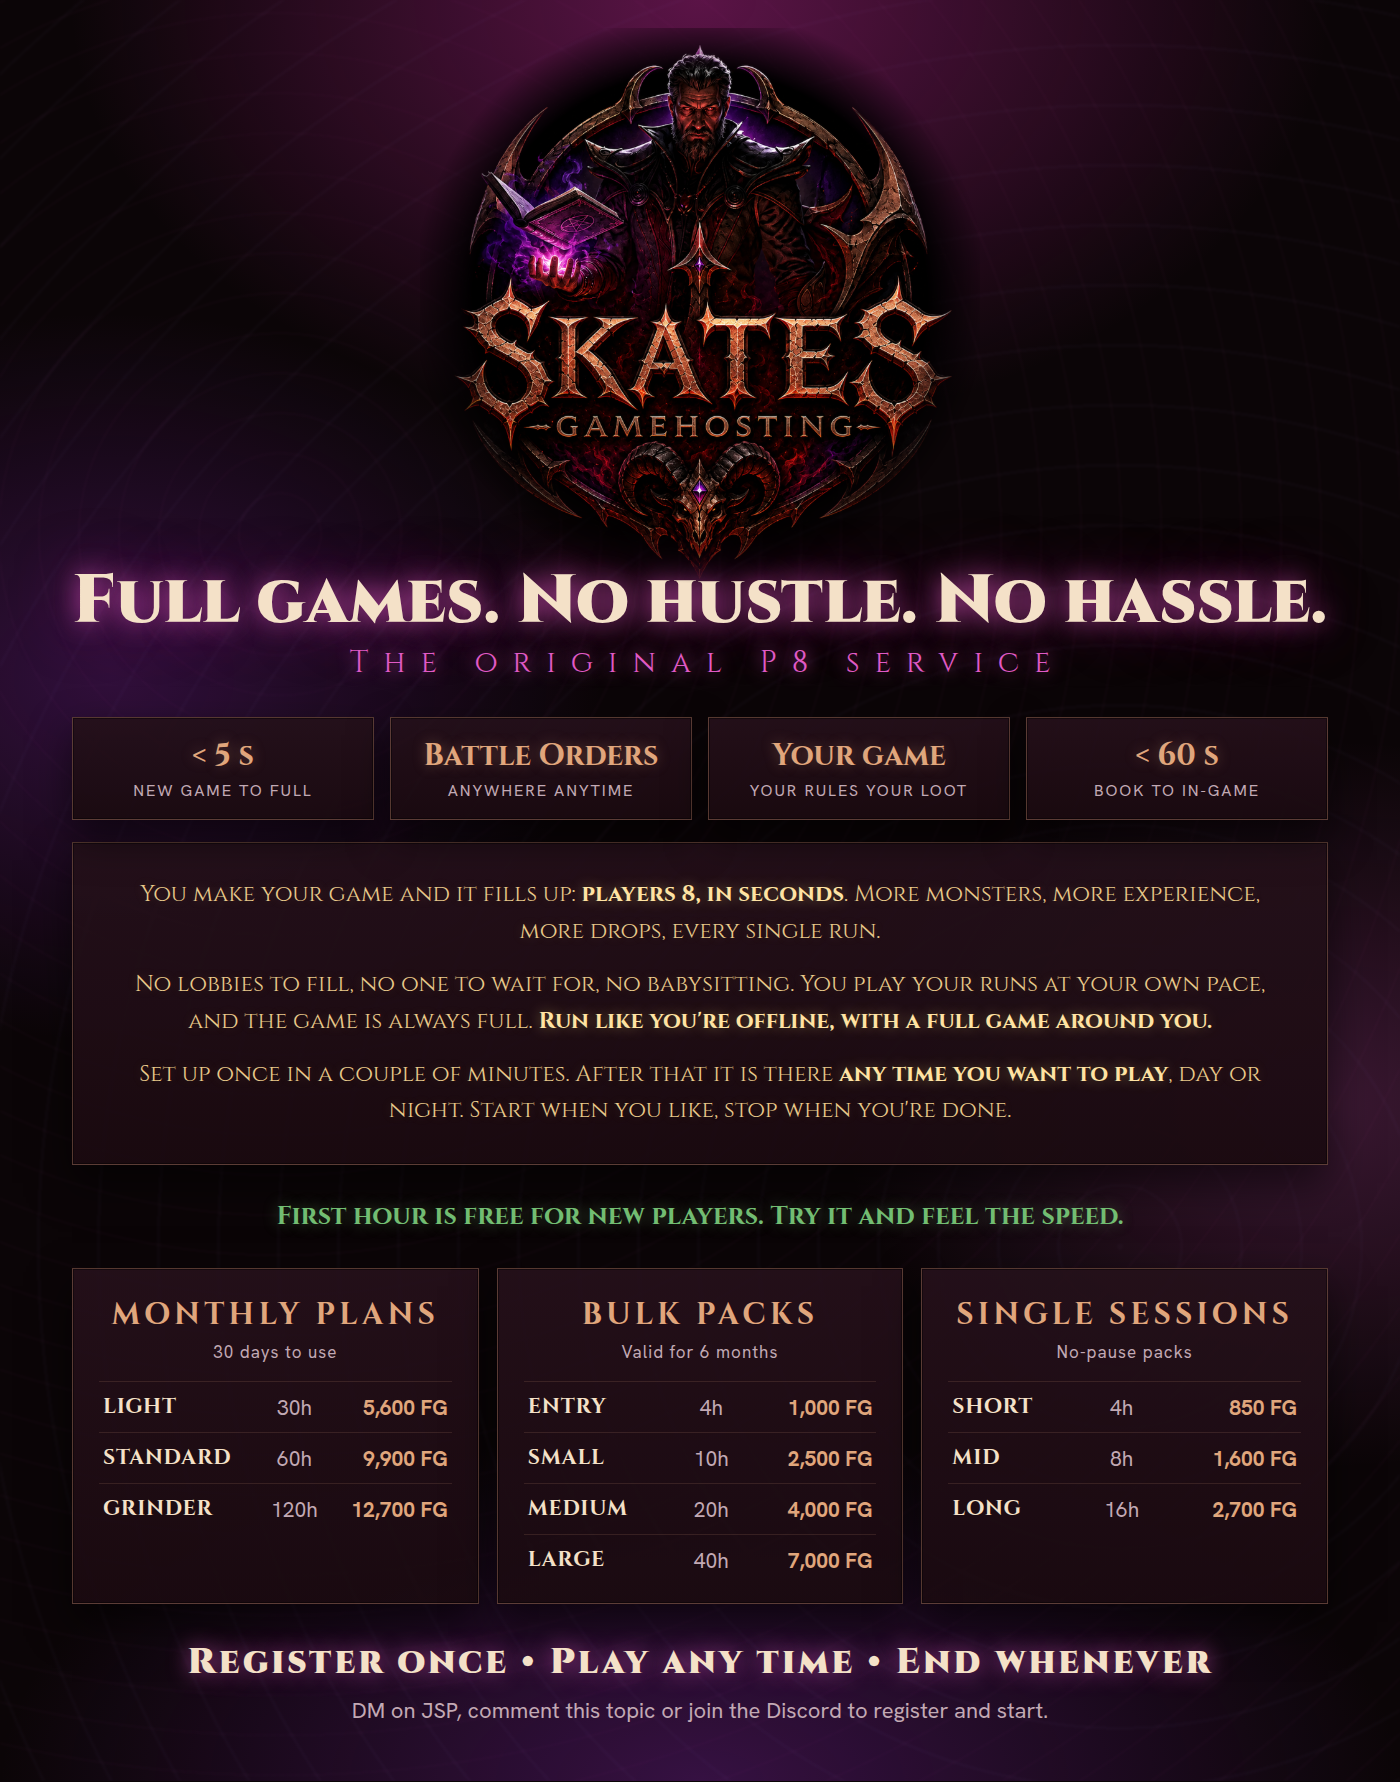 SKATES
GAMEHOSTING
Full games. No hustle. No hassle.
The original P8 service
< 5 s
NEW GAME TO FULL
Battle Orders
ANYWHERE ANYTIME
Your game
YOUR RULES YOUR LOOT
< 60 s
BOOK TO IN-GAME
You make your game and it fills up: players 8, in seconds. More monsters, more experience,
more drops, every single run.
No lobbies to fill, no one to wait for, no babysitting. You play your runs at your own pace,
and the game is always full. Run like you're offline, with a full game around you.
Set up once in a couple of minutes. After that it is there any time you want to play, day or
night. Start when you like, stop when you're done.
First hour is free for new players. Try it and feel the speed.
MONTHLY PLANS
30 days to use
LIGHT 30h 5,600 FG
STANDARD 60h 9,900 FG
GRINDER 120h 12,700 FG
BULK PACKS
Valid for 6 months
ENTRY 4h 1,000 FG
SMALL 10h 2,500 FG
MEDIUM 20h 4,000 FG
LARGE 40h 7,000 FG
SINGLE SESSIONS
No-pause packs
SHORT 4h 850 FG
MID 8h 1,600 FG
LONG 16h 2,700 FG
Register once • Play any time • End whenever
DM on JSP, comment this topic or join the Discord to register and start.